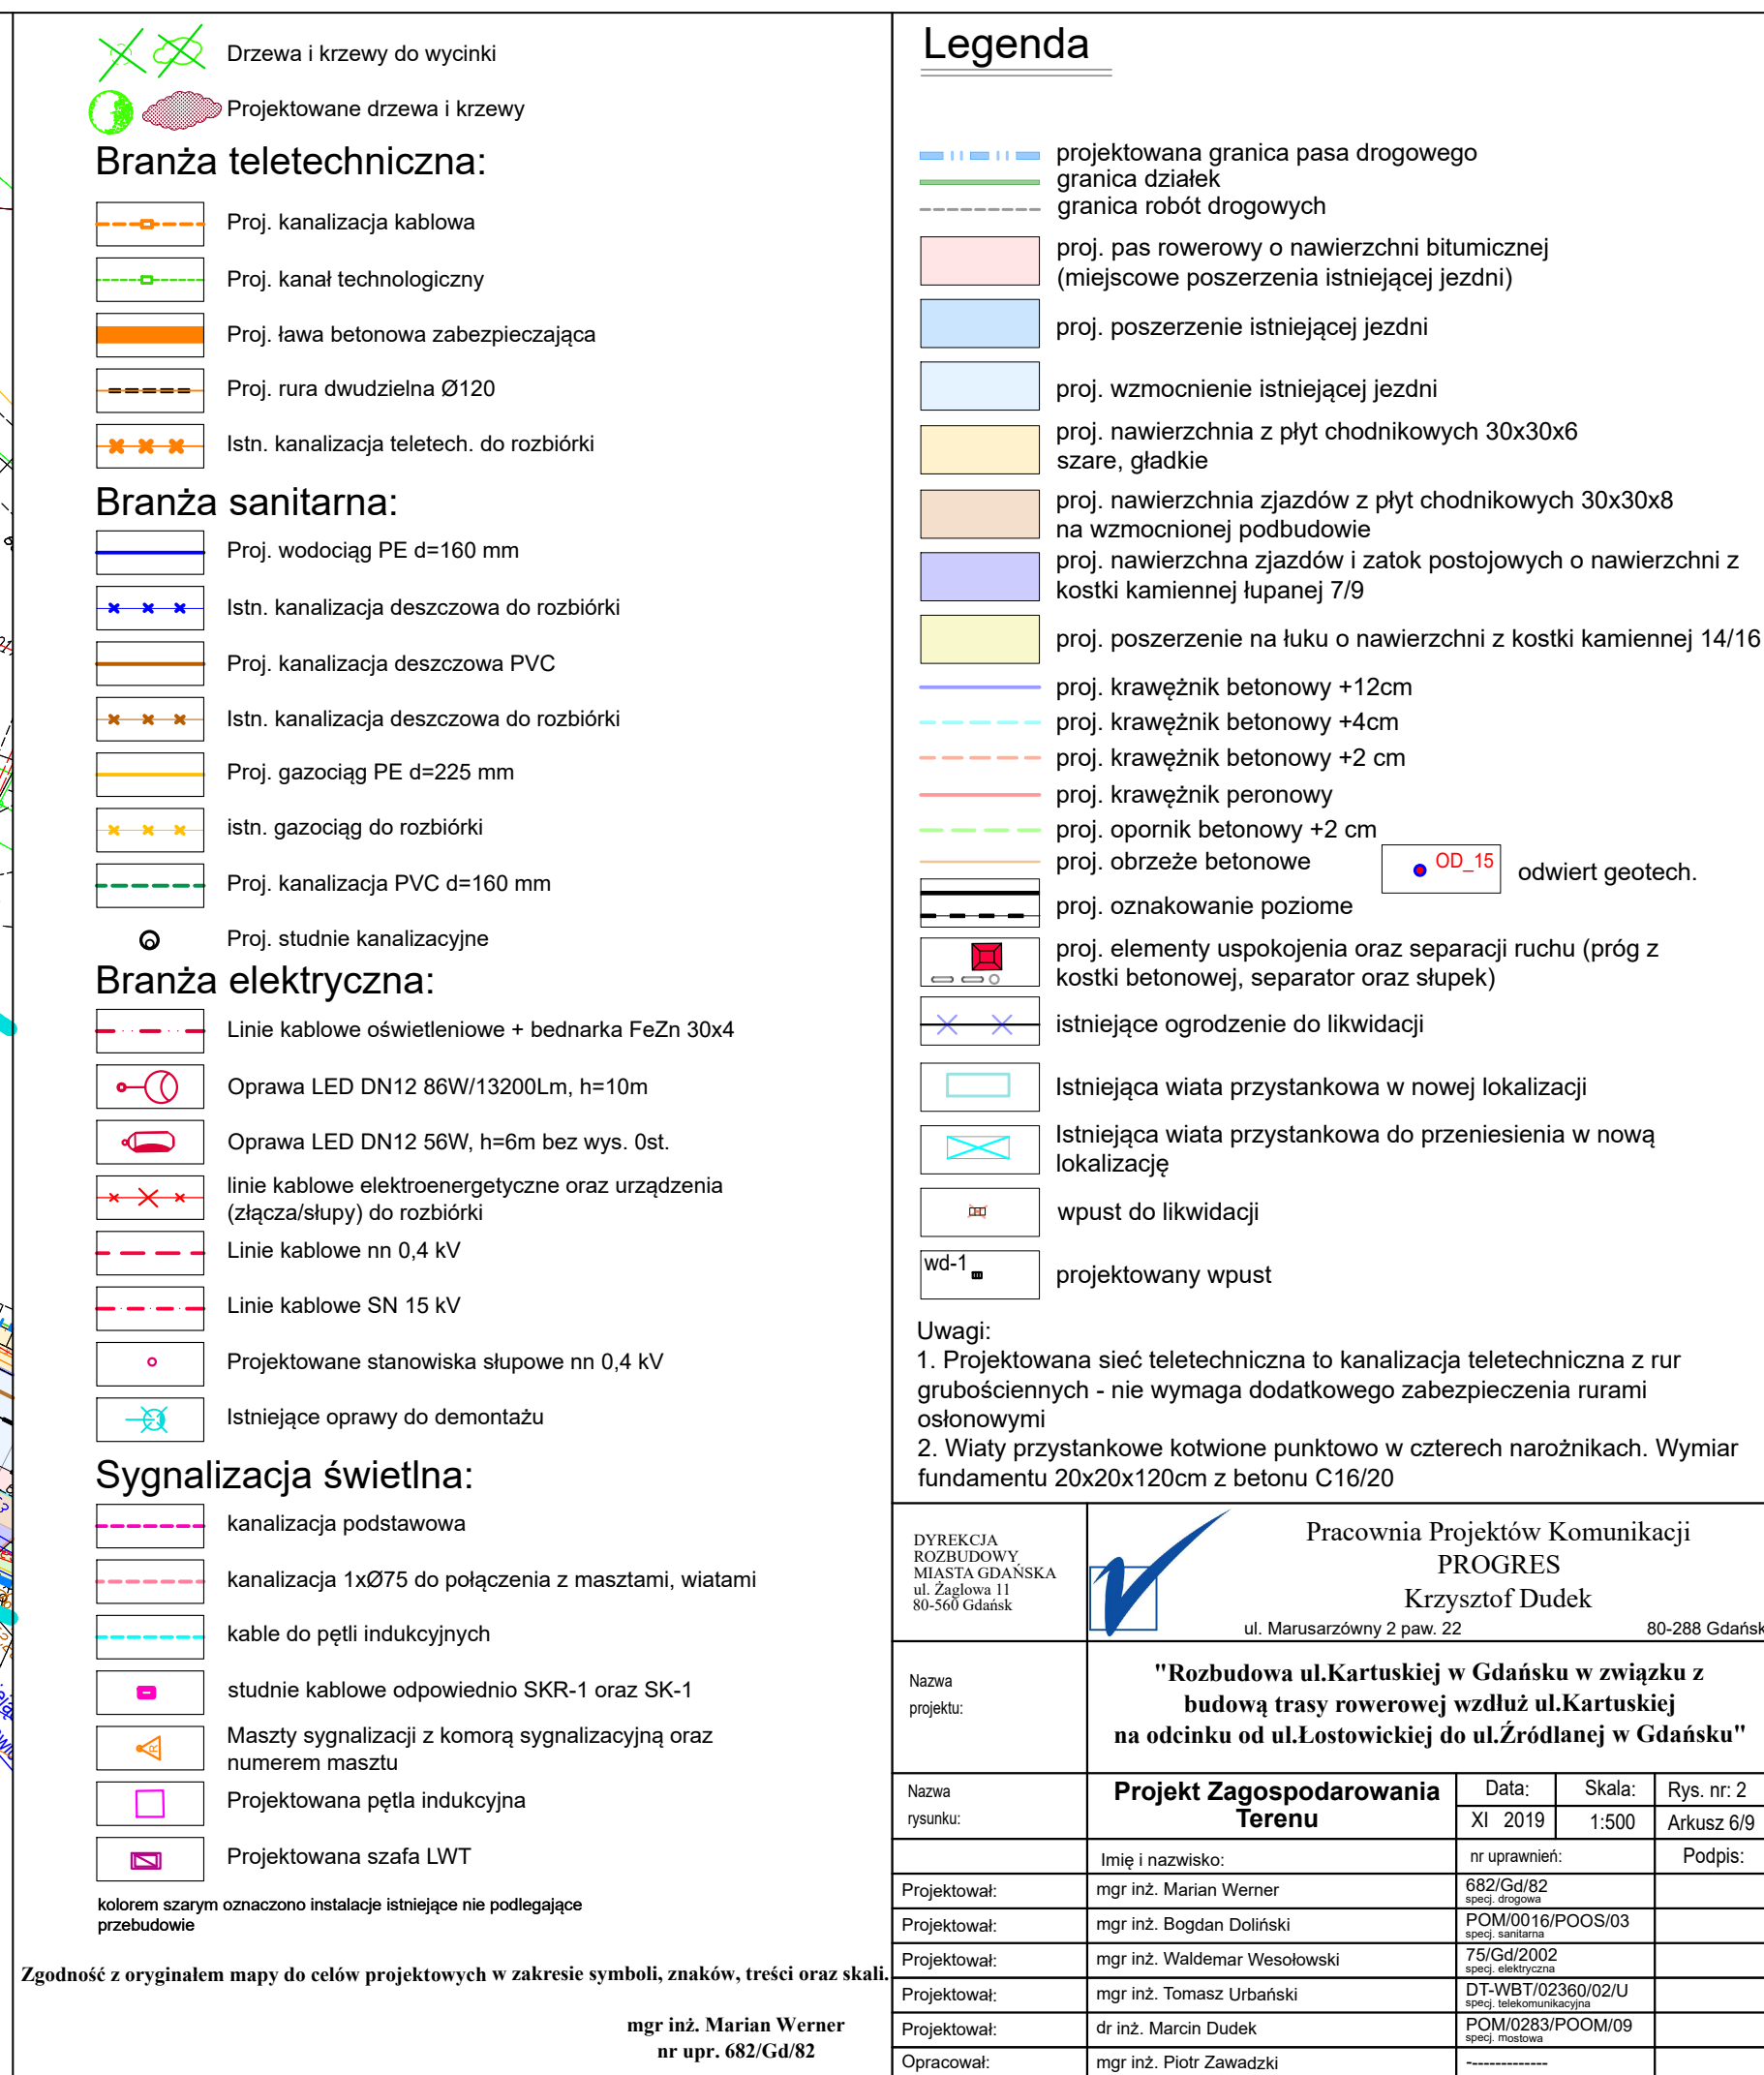 Drzewa i krzewy do wycinki
Projektowane drzewa i krzewy
Branża teletechniczna:
Proj. kanalizacja kablowa
Proj. kanał technologiczny
Proj. ława betonowa zabezpieczająca
Proj. rura dwudzielna Ø120
Istn. kanalizacja teletech. do rozbiórki
Branża sanitarna:
Proj. wodociąg PE d=160 mm
Istn. kanalizacja deszczowa do rozbiórki
Proj. kanalizacja deszczowa PVC
Istn. kanalizacja deszczowa do rozbiórki
Proj. gazociąg PE d=225 mm
istn. gazociąg do rozbiórki
Proj. kanalizacja PVC d=160 mm
Proj. studnie kanalizacyjne
Branża elektryczna:
Linie kablowe oświetleniowe + bednarka FeZn 30x4
Oprawa LED DN12 86W/13200Lm, h=10m
Oprawa LED DN12 56W, h=6m bez wys. 0st.
linie kablowe elektroenergetyczne oraz urządzenia
(złącza/słupy) do rozbiórki
Linie kablowe nn 0,4 kV
Linie kablowe SN 15 kV
Projektowane stanowiska słupowe nn 0,4 kV
Istniejące oprawy do demontażu
Sygnalizacja świetlna:
kanalizacja podstawowa
kanalizacja 1xØ75 do połączenia z masztami, wiatami
kable do pętli indukcyjnych
studnie kablowe odpowiednio SKR-1 oraz SK-1
R
Maszty sygnalizacji z komorą sygnalizacyjną oraz
numerem masztu
Projektowana pętla indukcyjna
Projektowana szafa LWT
kolorem szarym oznaczono instalacje istniejące nie podlegające
przebudowie
Zgodność z oryginałem mapy do celów projektowych w zakresie symboli, znaków, treści oraz skali.
mgr inż. Marian Werner
nr upr. 682/Gd/82
Legenda
projektowana granica pasa drogowego
granica działek
granica robót drogowych
proj. pas rowerowy o nawierzchni bitumicznej
(miejscowe poszerzenia istniejącej jezdni)
proj. poszerzenie istniejącej jezdni
proj. wzmocnienie istniejącej jezdni
proj. nawierzchnia z płyt chodnikowych 30x30x6
szare, gładkie
proj. nawierzchnia zjazdów z płyt chodnikowych 30x30x8
na wzmocnionej podbudowie
proj. nawierzchna zjazdów i zatok postojowych o nawierzchni z
kostki kamiennej łupanej 7/9
proj. poszerzenie na łuku o nawierzchni z kostki kamiennej 14/16
proj. krawężnik betonowy +12cm
proj. krawężnik betonowy +4cm
proj. krawężnik betonowy +2 cm
proj. krawężnik peronowy
proj. opornik betonowy +2 cm
proj. obrzeże betonowe
OD_15 odwiert geotech.
proj. oznakowanie poziome
proj. elementy uspokojenia oraz separacji ruchu (próg z
kostki betonowej, separator oraz słupek)
istniejące ogrodzenie do likwidacji
Istniejąca wiata przystankowa w nowej lokalizacji
Istniejąca wiata przystankowa do przeniesienia w nową
lokalizację
wpust do likwidacji
wd-1 projektowany wpust
Uwagi:
1. Projektowana sieć teletechniczna to kanalizacja teletechniczna z rur
grubościennych - nie wymaga dodatkowego zabezpieczenia rurami
osłonowymi
2. Wiaty przystankowe kotwione punktowo w czterech narożnikach. Wymiar
fundamentu 20x20x120cm z betonu C16/20
DYREKCJA
ROZBUDOWY
MIASTA GDAŃSKA
ul. Żaglowa 11
80-560 Gdańsk
Pracownia Projektów Komunikacji
PROGRES
Krzysztof Dudek
ul. Marusarzówny 2 paw. 22 80-288 Gdańsk
Nazwa
projektu:
"Rozbudowa ul.Kartuskiej w Gdańsku w związku z
budową trasy rowerowej wzdłuż ul.Kartuskiej
na odcinku od ul.Łostowickiej do ul.Źródlanej w Gdańsku"
Nazwa
rysunku:
Projekt Zagospodarowania
Terenu
Data: Skala: Rys. nr: 2
XI 2019 1:500 Arkusz 6/9
Imię i nazwisko: nr uprawnień: Podpis:
Projektował: mgr inż. Marian Werner 682/Gd/82
specj. drogowa
Projektował: mgr inż. Bogdan Doliński POM/0016/POOS/03
specj. sanitarna
Projektował: mgr inż. Waldemar Wesołowski 75/Gd/2002
specj. elektryczna
Projektował: mgr inż. Tomasz Urbański DT-WBT/02360/02/U
specj. telekomunikacyjna
Projektował: dr inż. Marcin Dudek POM/0283/POOM/09
specj. mostowa
Opracował: mgr inż. Piotr Zawadzki -------------